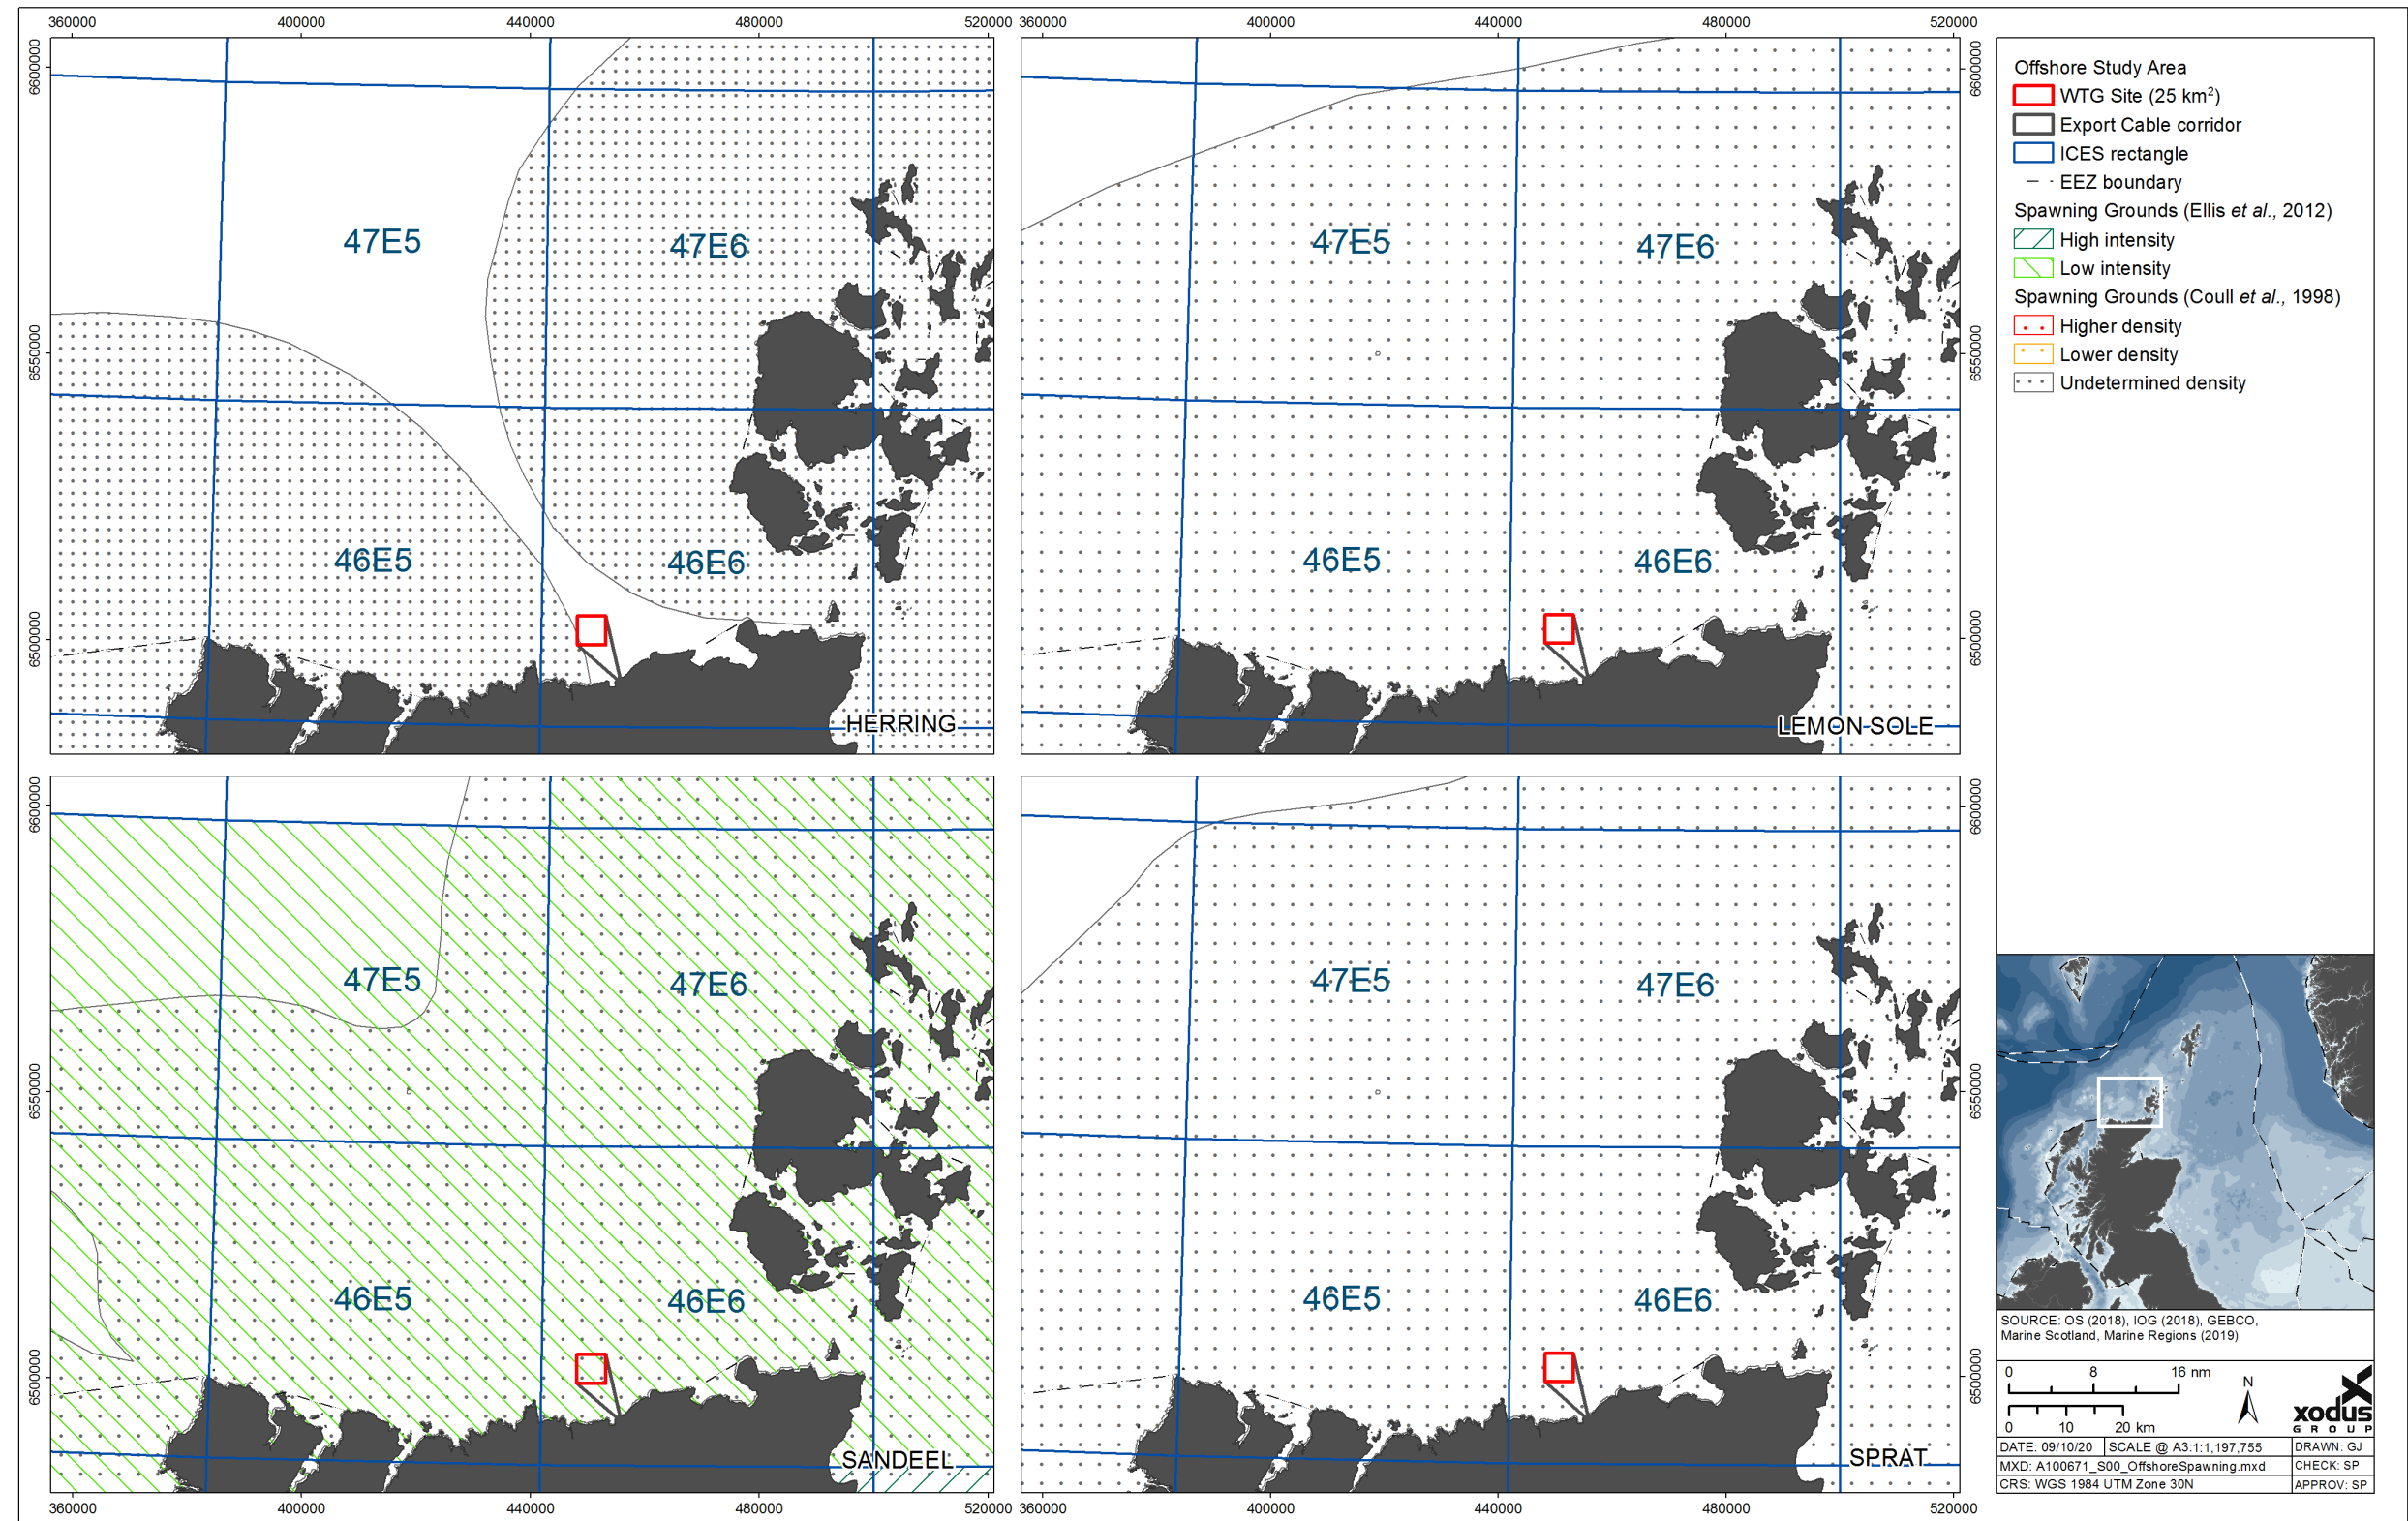 360000 400000 440000 480000 520000 360000 400000 440000 480000 520000
6600000
6550000
6500000
47E5
47E6
46E5
46E6
HERRING
47E5
47E6
46E5
46E6
LEMON SOLE
6600000
6550000
6500000
6600000
6550000
6500000
47E5
47E6
46E5
46E6
SANDEEL
47E5
47E6
46E5
46E6
SPRAT
6600000
6550000
6500000
360000 400000 440000 480000 520000 360000 400000 440000 480000 520000
Offshore Study Area
WTG Site (25 km²)
Export Cable corridor
ICES rectangle
EEZ boundary
Spawning Grounds (Ellis et al., 2012)
High intensity
Low intensity
Spawning Grounds (Coull et al., 1998)
Higher density
Lower density
Undetermined density
SOURCE: OS (2018), IOG (2018), GEBCO,
Marine Scotland, Marine Regions (2019)
0 8 16 nm
0 10 20 km
N
xodus
GROUP
DATE: 09/10/20 SCALE @ A3:1:1,197,755 DRAWN: GJ
MXD: A100671_S00_OffshoreSpawning.mxd CHECK: SP
CRS: WGS 1984 UTM Zone 30N APPROV: SP